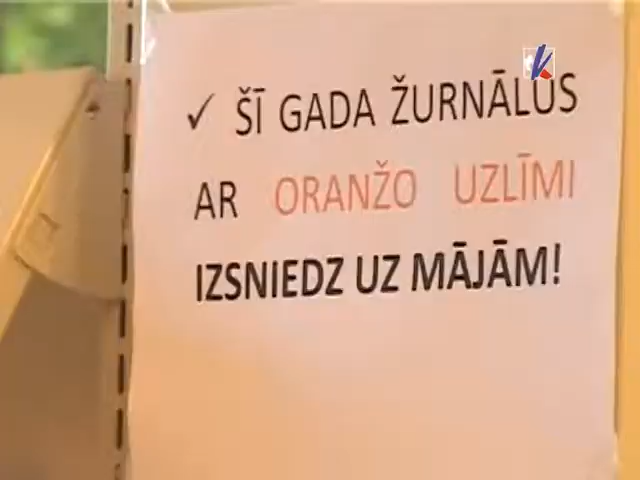 ✓ ŠĪ GADA ŽURNĀLUS
AR ORANŽO UZLĪMI
IZSNIEDZ UZ MĀJĀM!